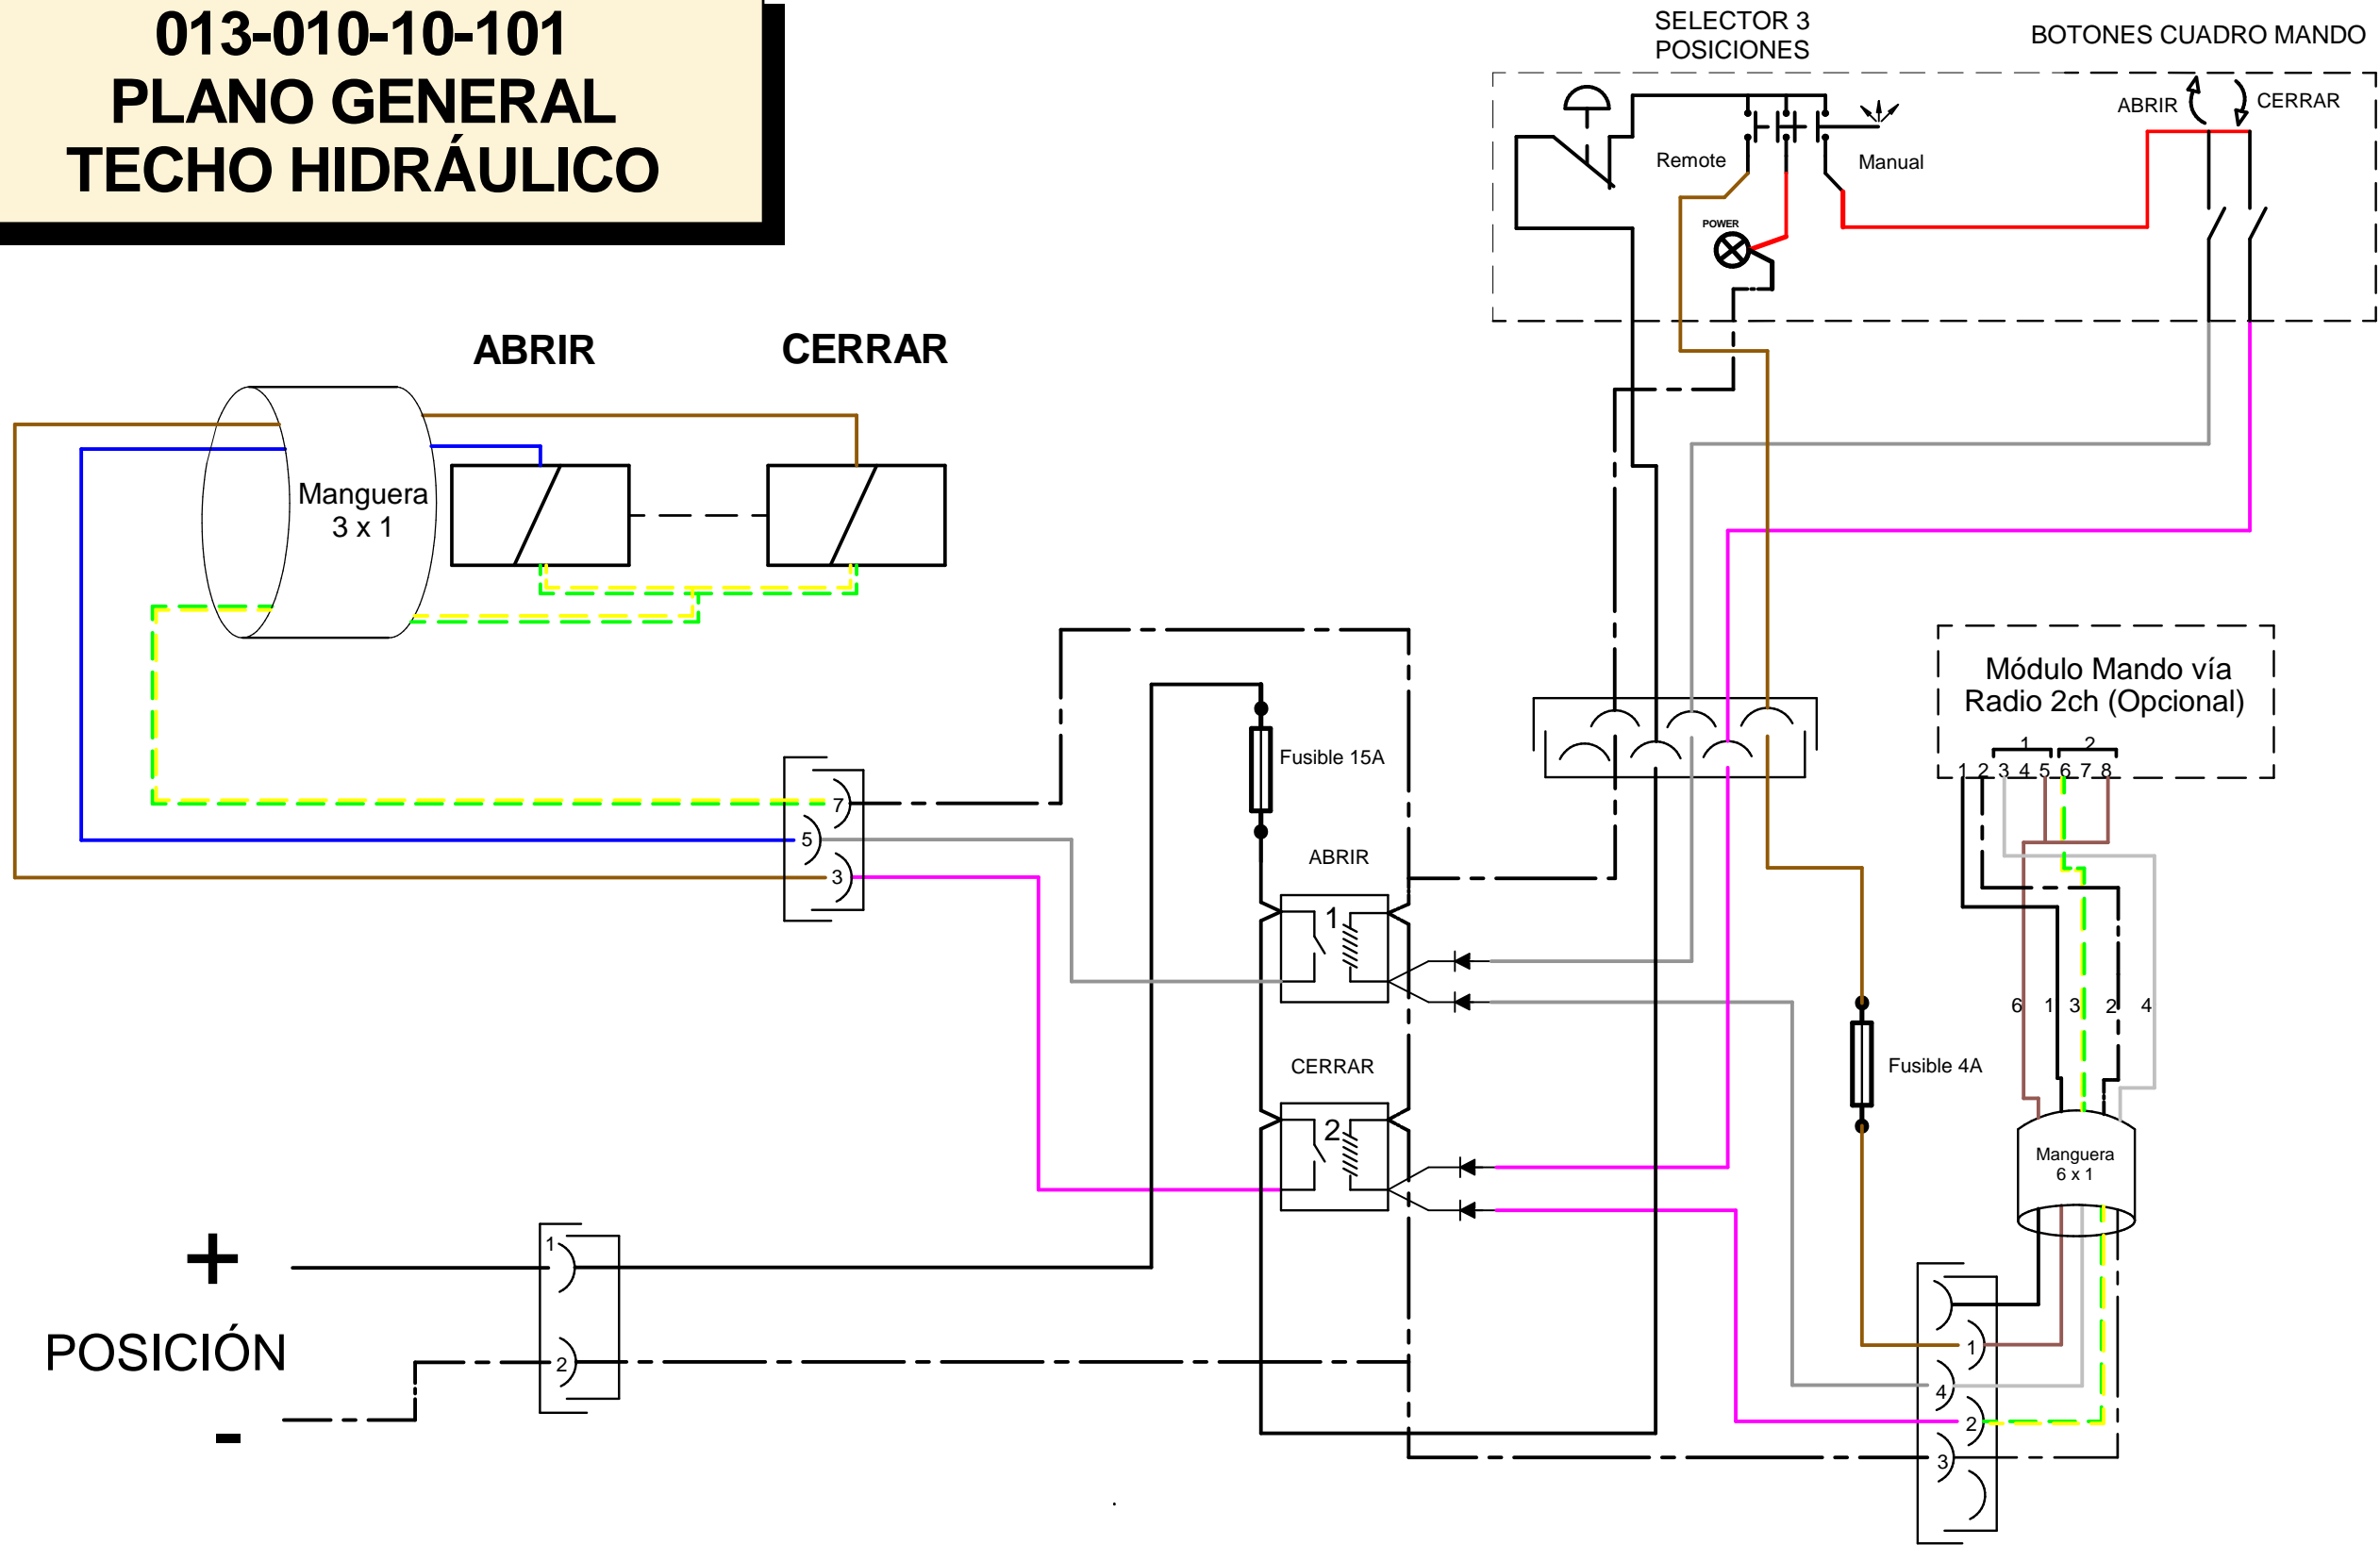 013-010-10-101
PLANO GENERAL
TECHO HIDRÁULICO
SELECTOR 3
POSICIONES
BOTONES CUADRO MANDO
ABRIR
CERRAR
Remote
Manual
POWER
ABRIR
CERRAR
Manguera
3 x 1
Módulo Mando vía
Radio 2ch (Opcional)
1 2
1 2 3 4 5 6 7 8
Fusible 15A
7
5
3
ABRIR
1
6 1 3 2 4
CERRAR
2
Fusible 4A
Manguera
6 x 1
+
POSICIÓN
-
1
2
1
4
2
3